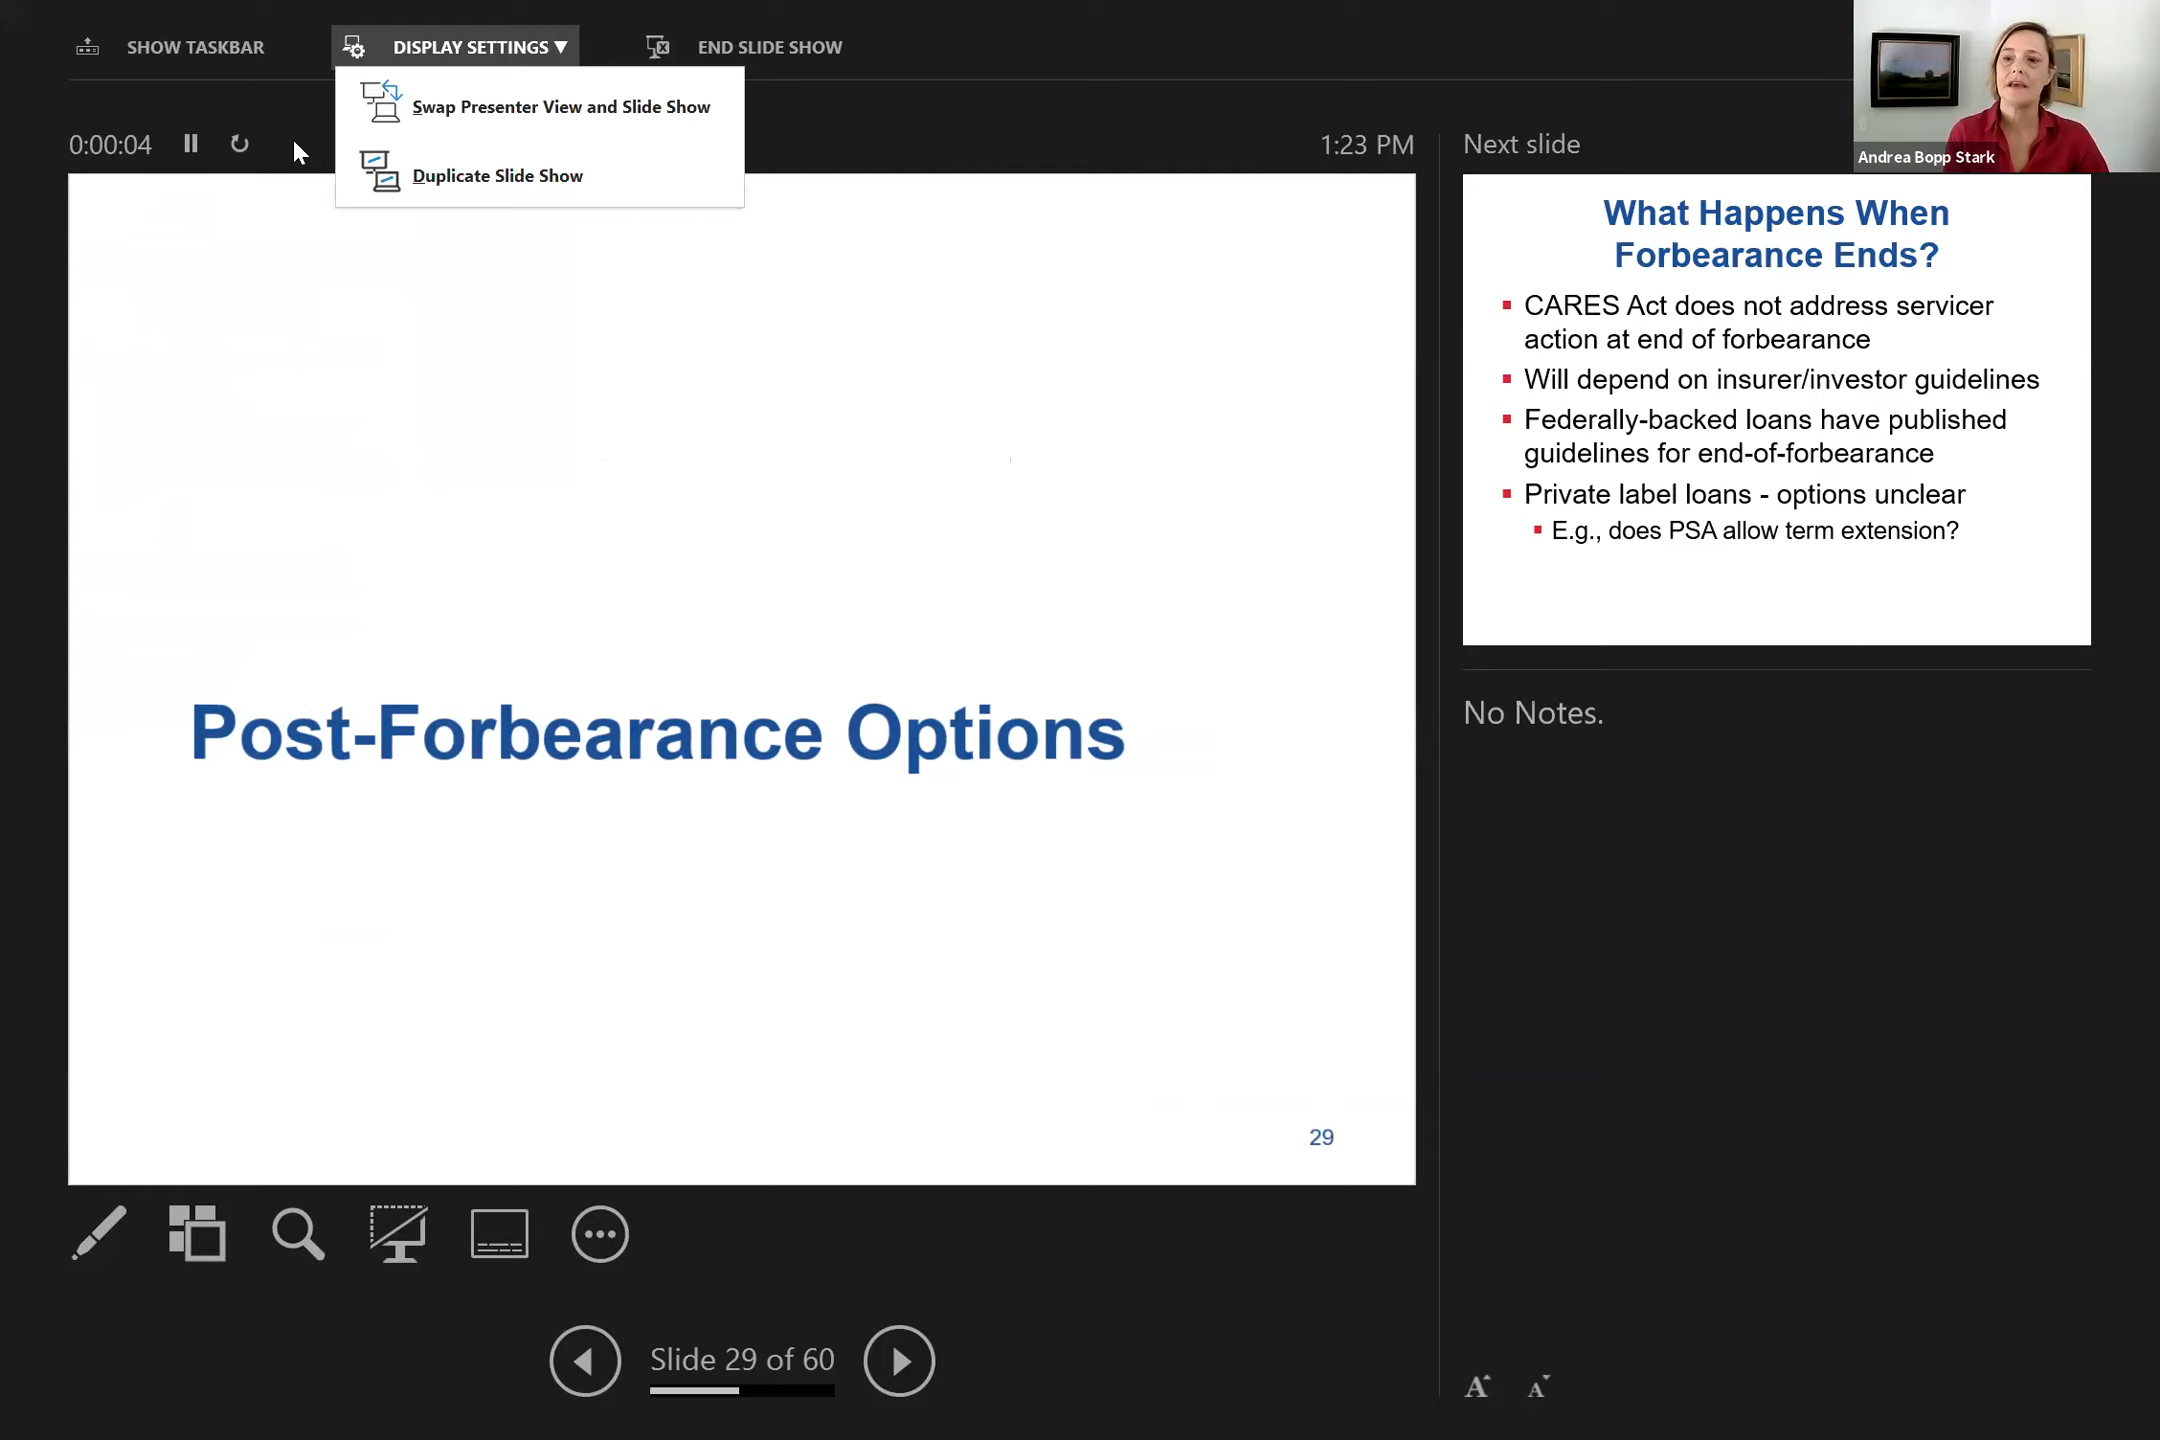 SHOW TASKBAR
DISPLAY SETTINGS ▼
END SLIDE SHOW
Swap Presenter View and Slide Show
Duplicate Slide Show
0:00:04
1:23 PM
Post-Forbearance Options
29
Slide 29 of 60
Andrea Bopp Stark
Next slide
What Happens When
Forbearance Ends?
CARES Act does not address servicer
action at end of forbearance
Will depend on insurer/investor guidelines
Federally-backed loans have published
guidelines for end-of-forbearance
Private label loans - options unclear
E.g., does PSA allow term extension?
No Notes.
A A